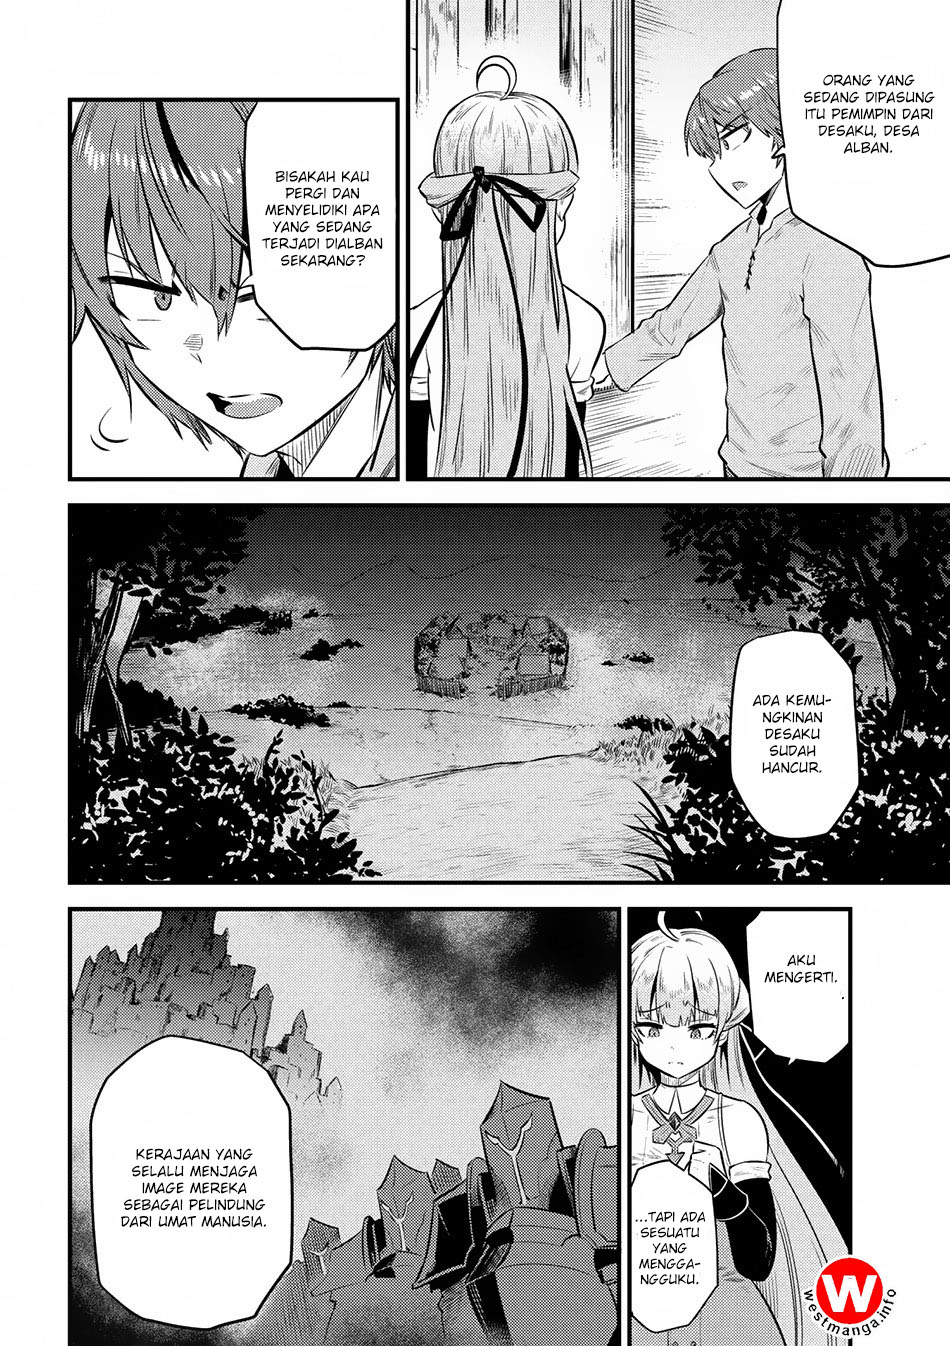 ORANG YANG
SEDANG DIPASUNG
ITU PEMIMPIN DARI
DESAKU, DESA
ALBAN.
BISAKAH KAU
PERGI DAN
MENYELIDIKI APA
YANG SEDANG
TERJADI DIALBAN
SEKARANG?
ADA KEMU-
NGKINAN
DESAKU
SUDAH
HANCUR.
AKU
MENGERTI.
...TAPI ADA
SESUATU
YANG
MENGGA-
NGGUKU.
KERAJAAN YANG
SELALU MENJAGA
IMAGE MEREKA
SEBAGAI PELINDUNG
DARI UMAT MANUSIA.
W
westmanga.info